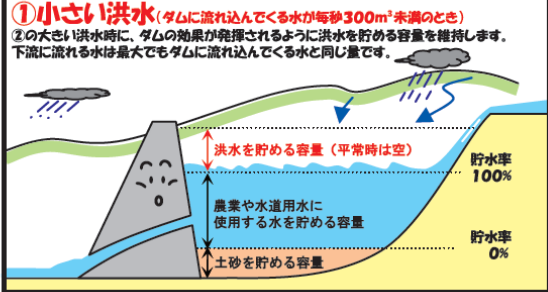 ①小さい洪水(ダムに流れ込んでくる水が毎秒300m³未満のとき)
②の大きい洪水時に、ダムの効果が発揮されるように洪水を貯める容量を維持します。
下流に流れる水は最大でもダムに流れ込んでくる水と同じ量です。
洪水を貯める容量(平常時は空)
貯水率
100%
農業や水道用水に
使用する水を貯める容量
貯水率
0%
土砂を貯める容量